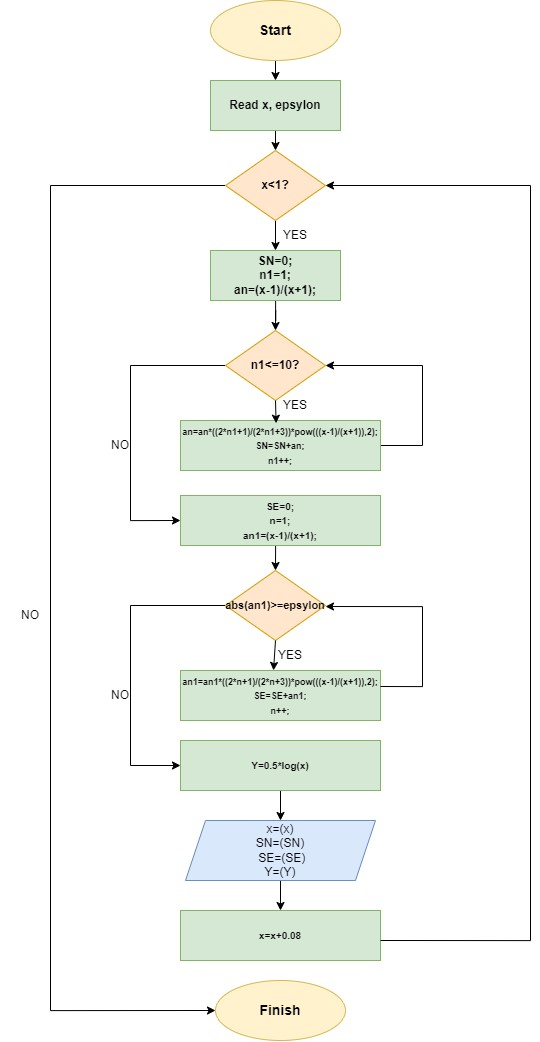 Start
Read x, epsylon
x<1?
YES
SN=0;
n1=1;
an=(x-1)/(x+1);
n1<=10?
YES
an=an*((2*n1+1)/(2*n1+3))*pow(((x-1)/(x+1)),2);
SN=SN+an;
n1++;
NO
SE=0;
n=1;
an1=(x-1)/(x+1);
abs(an1)>=epsylon
NO
YES
an1=an1*((2*n+1)/(2*n+3))*pow(((x-1)/(x+1)),2);
SE=SE+an1;
n++;
NO
Y=0.5*log(x)
x=(x)
SN=(SN)
SE=(SE)
Y=(Y)
x=x+0.08
Finish